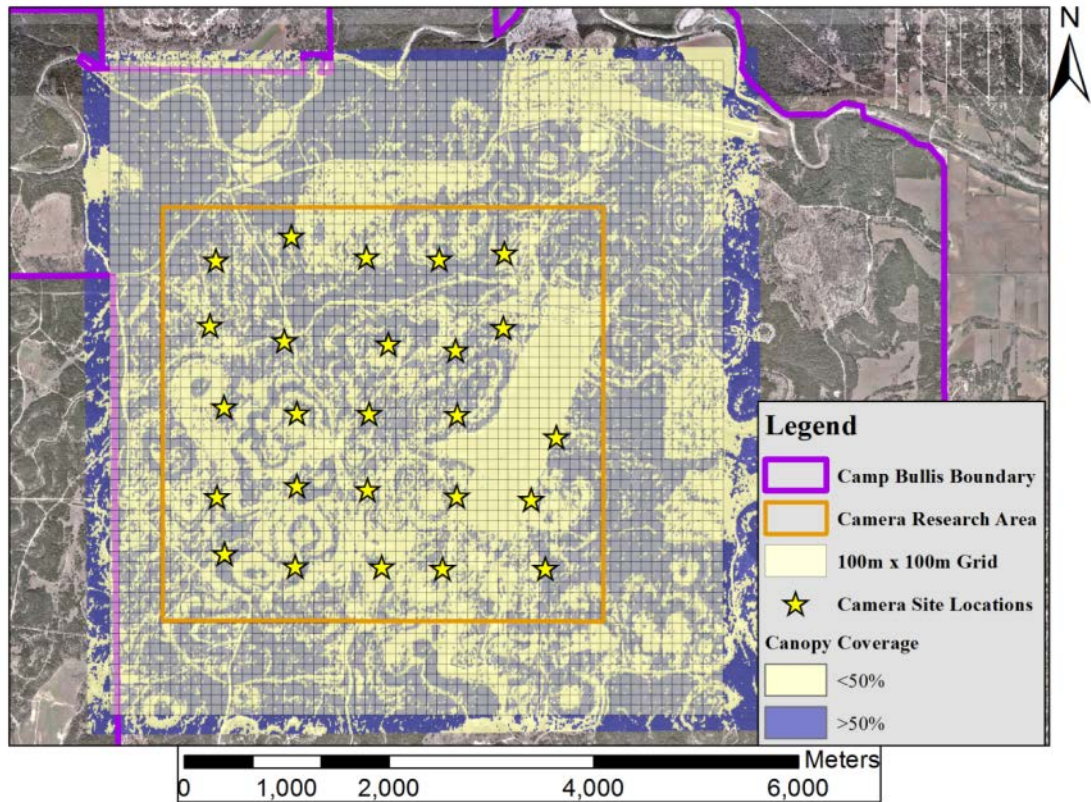 N
Legend
Camp Bullis Boundary
Camera Research Area
100m x 100m Grid
Camera Site Locations
Canopy Coverage
<50%
>50%
Meters
0 1,000 2,000 4,000 6,000